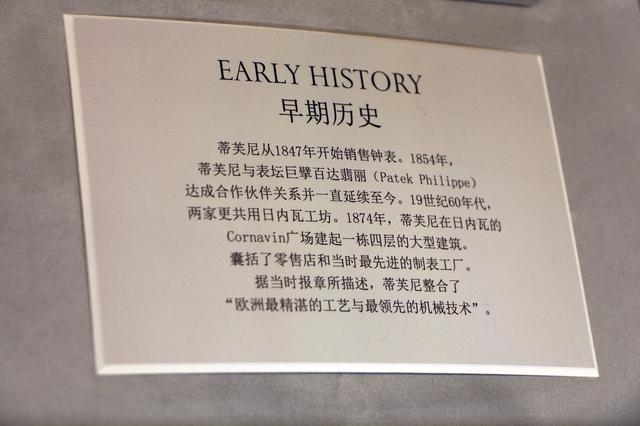 EARLY HISTORY
早期历史
蒂芙尼从1847年开始销售钟表。1854年，
蒂芙尼与表坛巨擘百达翡丽（Patek Philippe）
达成合作伙伴关系并一直延续至今。19世纪60年代，
两家更共用日内瓦工坊。1874年，蒂芙尼在日内瓦的
Cornavin广场建起一栋四层的大型建筑。
囊括了零售店和当时最先进的制表工厂。
据当时报章所描述，蒂芙尼整合了
“欧洲最精湛的工艺与最领先的机械技术”。